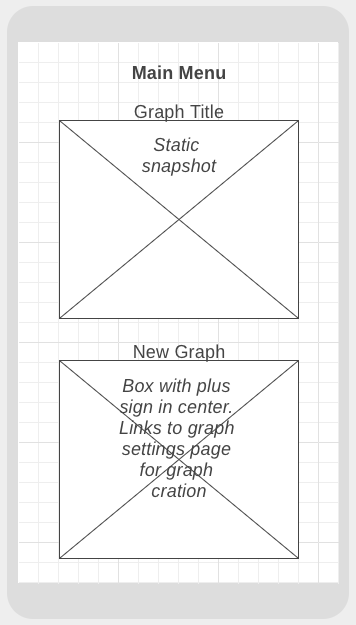 Main Menu
Graph Title
Static
snapshot
New Graph
Box with plus
sign in center.
Links to graph
settings page
for graph
cration